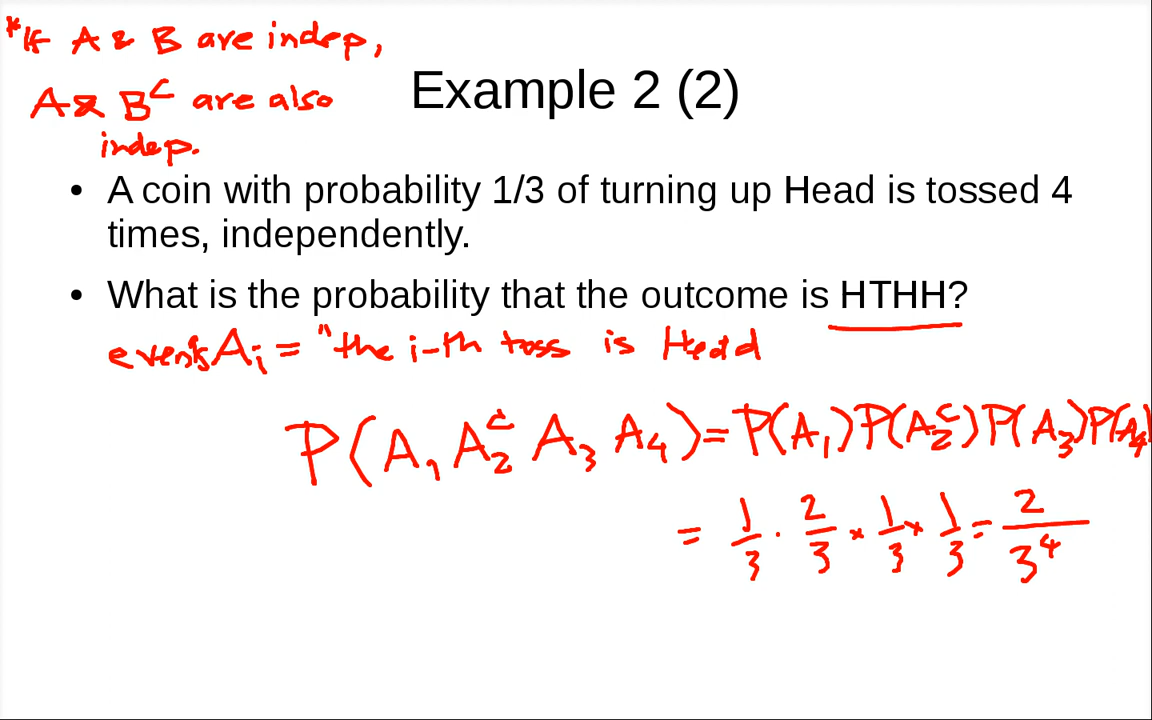 *If A & B are indep,
A & B^c are also
indep.
Example 2 (2)
• A coin with probability 1/3 of turning up Head is tossed 4
times, independently.
• What is the probability that the outcome is HTHH?
events A_i = "the i-th toss is Head
P(A_1 A_2^c A_3 A_4) = P(A_1)P(A_2^c)P(A_3)P(A_4)
= 1/3 · 2/3 × 1/3 × 1/3 = 2/3^4